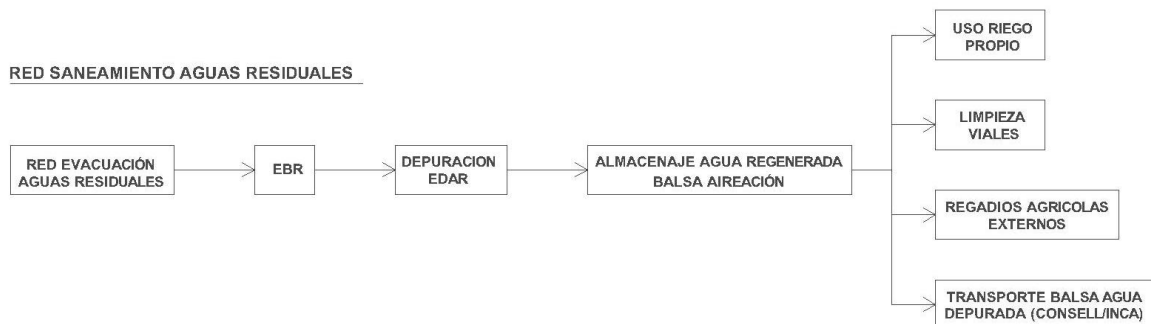 RED SANEAMIENTO AGUAS RESIDUALES
RED EVACUACIÓN
AGUAS RESIDUALES
EBR
DEPURACION
EDAR
ALMACENAJE AGUA REGENERADA
BALSA AIREACIÓN
USO RIEGO
PROPIO
LIMPIEZA
VIALES
REGADIOS AGRICOLAS
EXTERNOS
TRANSPORTE BALSA AGUA
DEPURADA (CONSELL/INCA)